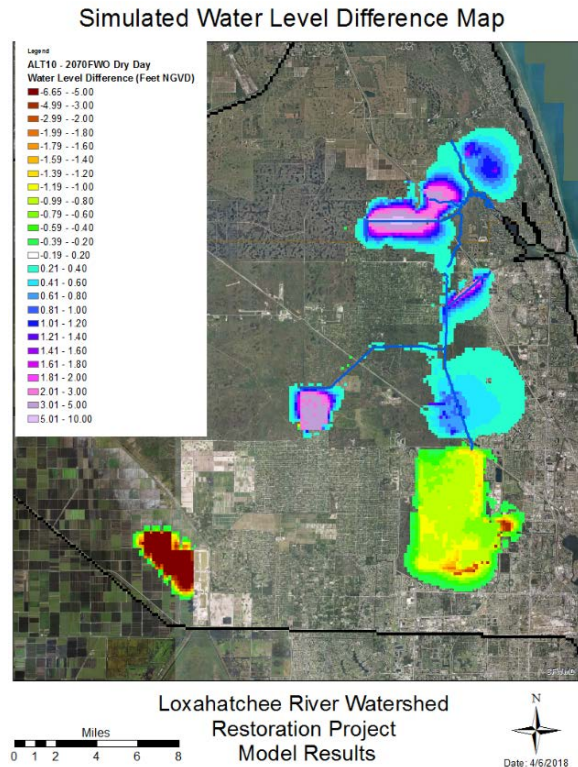 Simulated Water Level Difference Map
Legend
ALT10 - 2070FWO Dry Day
Water Level Difference (Feet NGVD)
-6.65 - -5.00
-4.99 - -3.00
-2.99 - -2.00
-1.99 - -1.80
-1.79 - -1.60
-1.59 - -1.40
-1.39 - -1.20
-1.19 - -1.00
-0.99 - -0.80
-0.79 - -0.60
-0.59 - -0.40
-0.39 - -0.20
-0.19 - 0.20
0.21 - 0.40
0.41 - 0.60
0.61 - 0.80
0.81 - 1.00
1.01 - 1.20
1.21 - 1.40
1.41 - 1.60
1.61 - 1.80
1.81 - 2.00
2.01 - 3.00
3.01 - 5.00
5.01 - 10.00
Loxahatchee River Watershed
Restoration Project
Model Results
Miles
0 1 2 4 6 8
N
Date: 4/6/2018